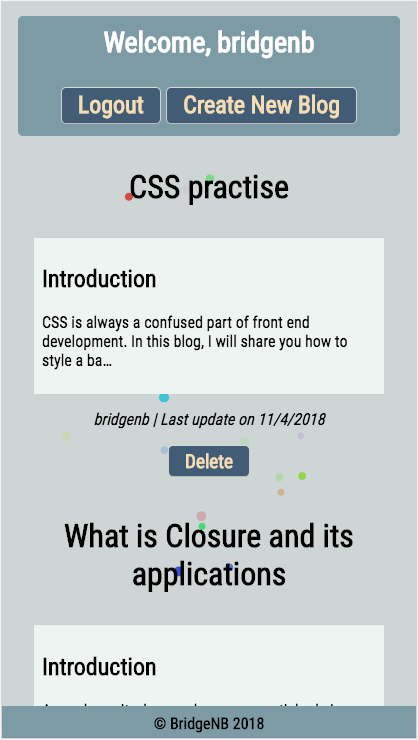 Welcome, bridgenb
Logout Create New Blog
CSS practise
Introduction
CSS is always a confused part of front end
development. In this blog, I will share you how to
style a ba...
bridgenb | Last update on 11/4/2018
Delete
What is Closure and its
applications
Introduction
© BridgeNB 2018